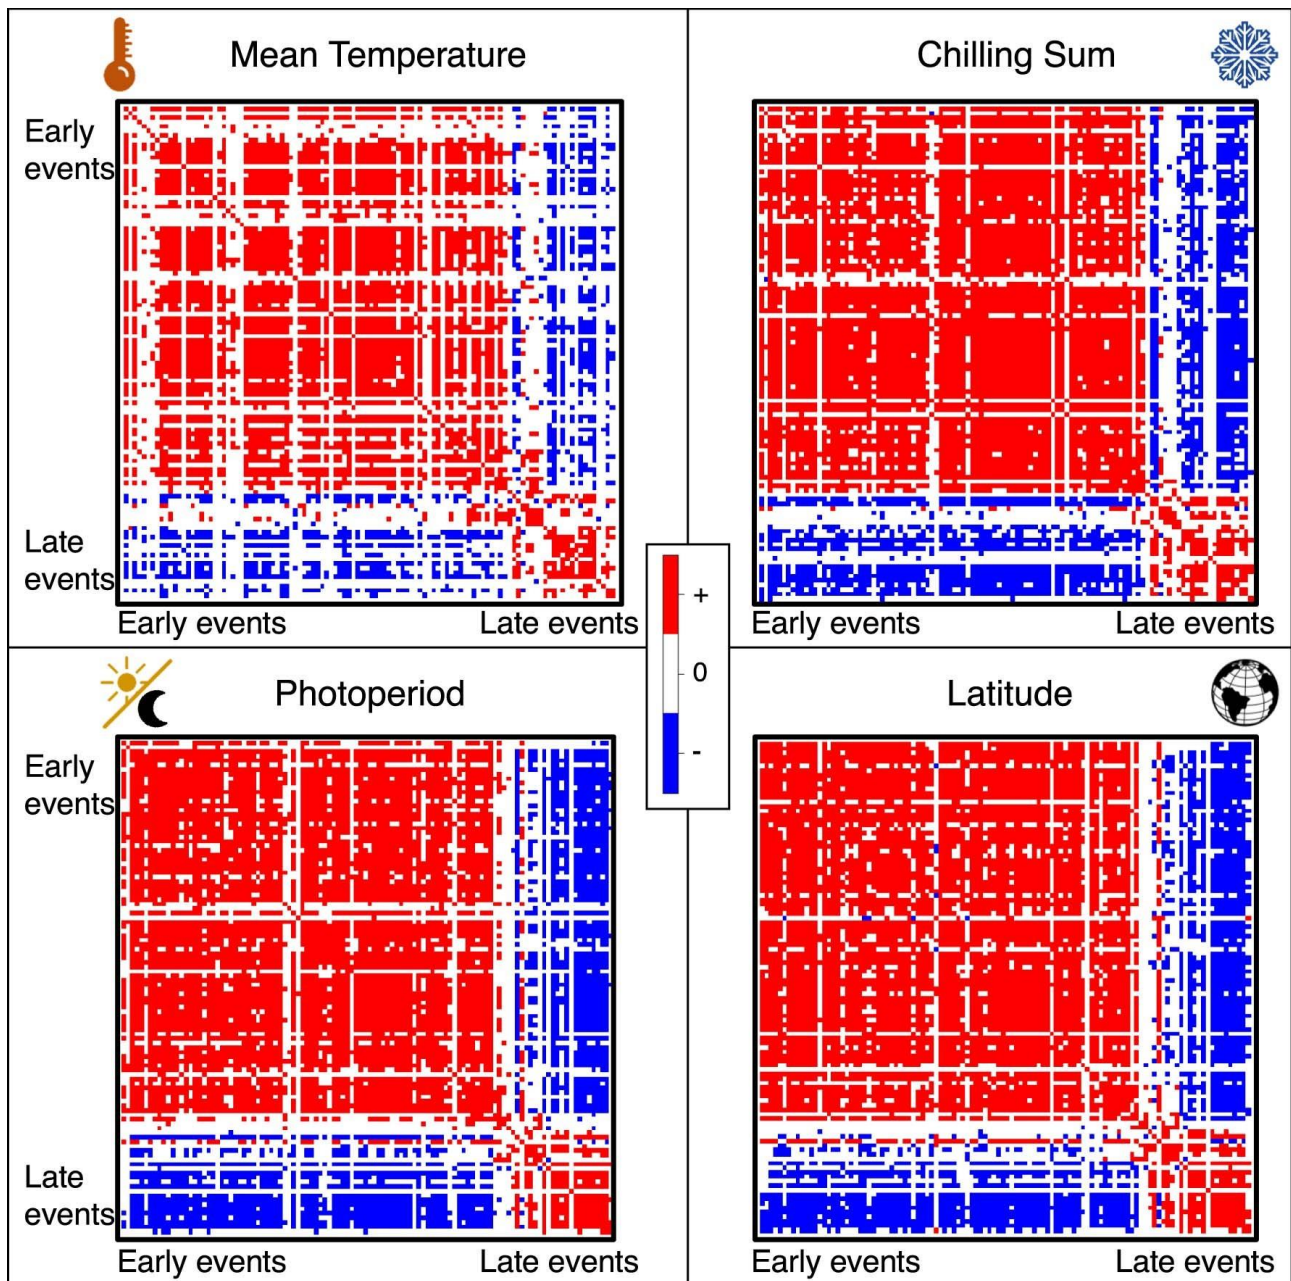 Mean Temperature
Early
events
Late
events
Early events Late events
Chilling Sum
Early events Late events
+
0
-
Photoperiod
Early
events
Late
events
Early events Late events
Latitude
Early events Late events